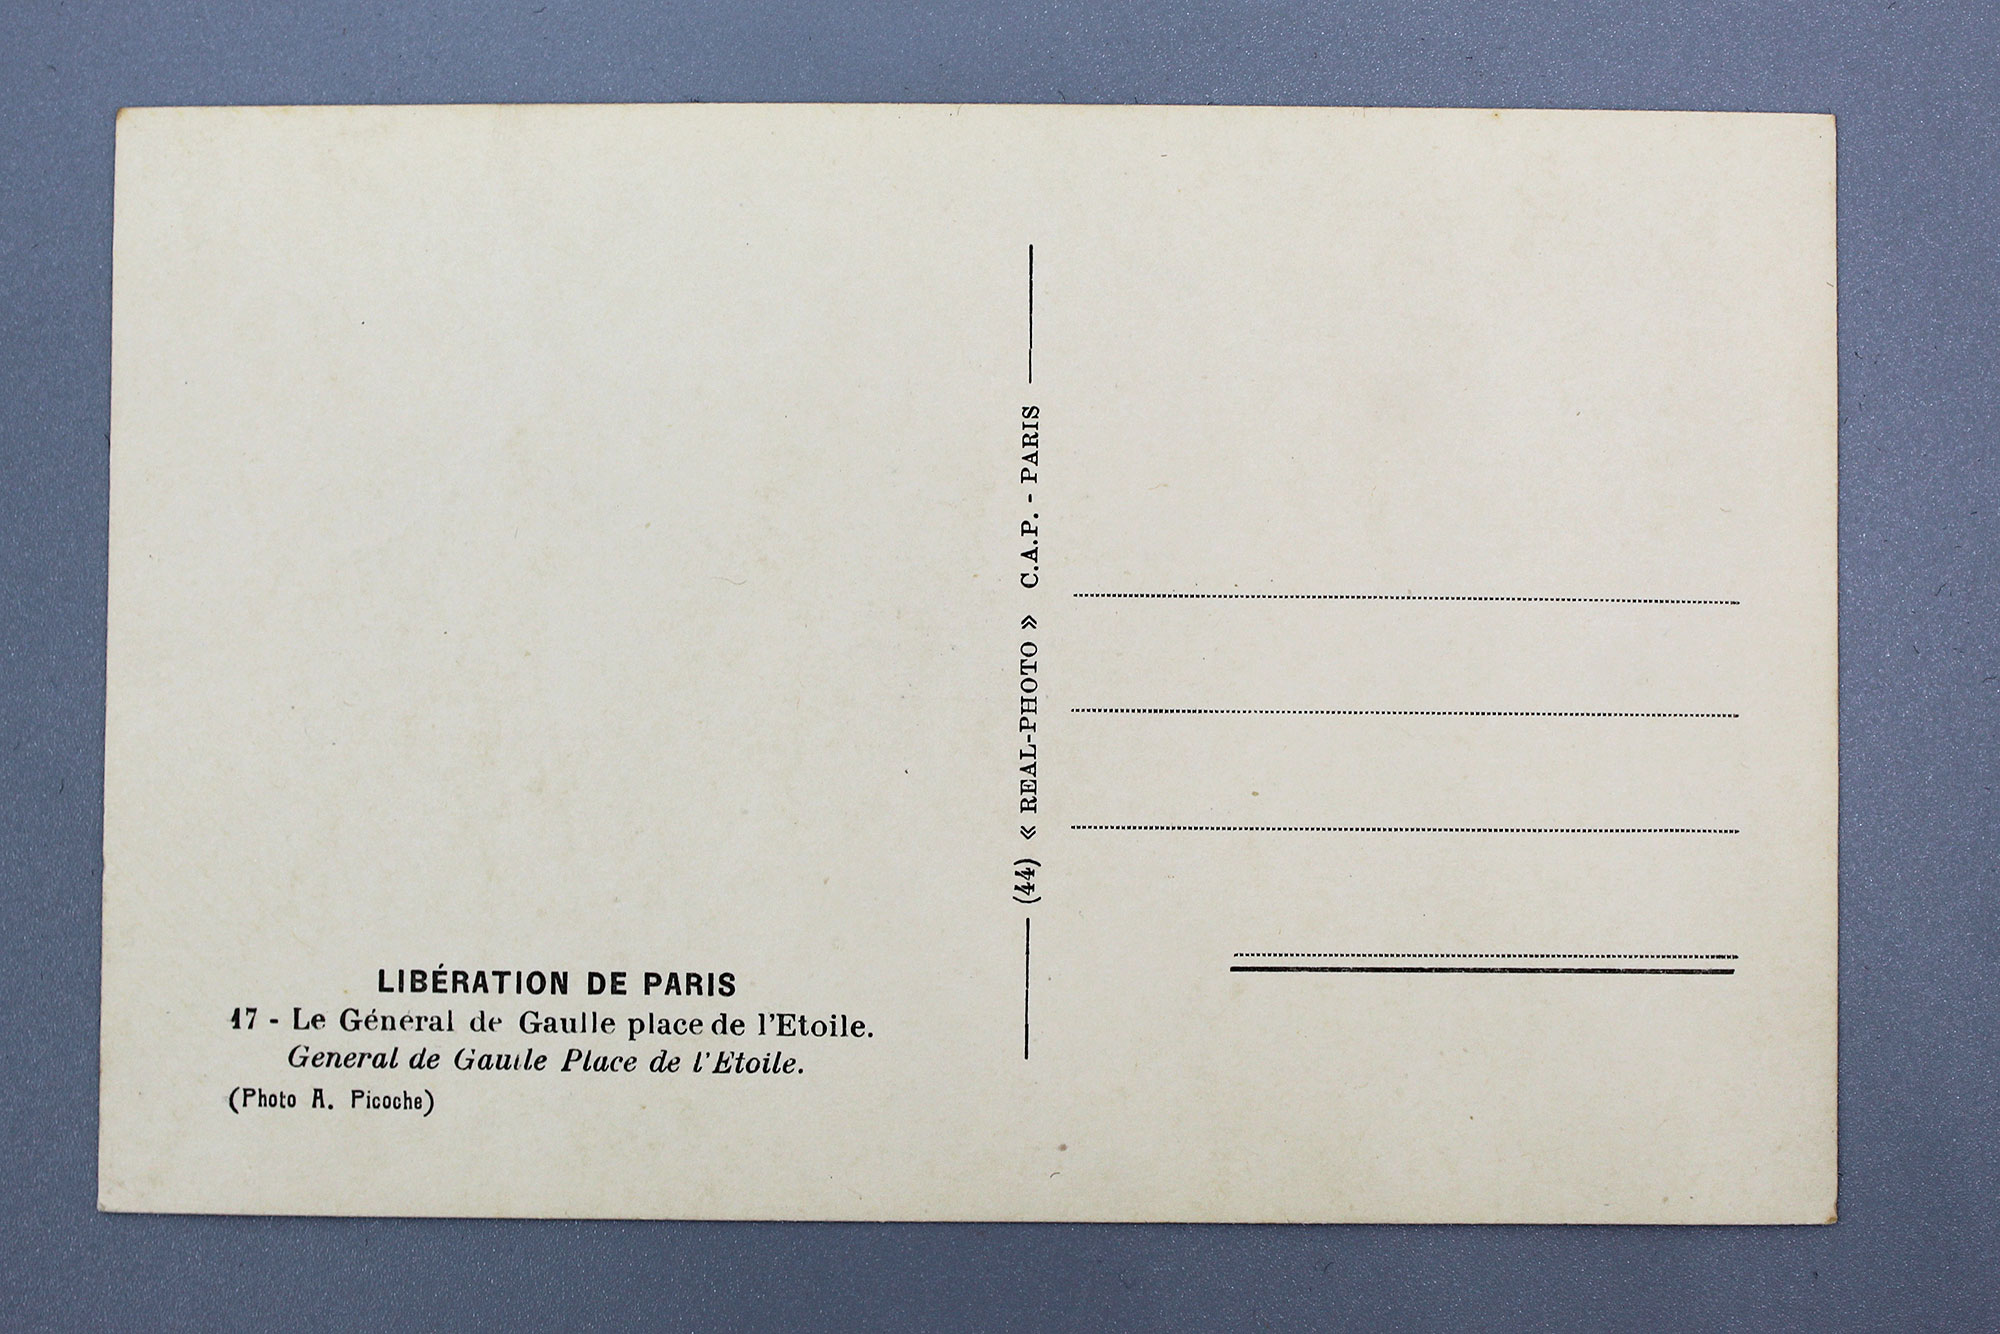 LIBÉRATION DE PARIS
17 - Le Général de Gaulle place de l'Etoile.
General de Gaulle Place de l'Etoile.
(Photo A. Picoche)
(44) « REAL-PHOTO » C.A.P. - PARIS